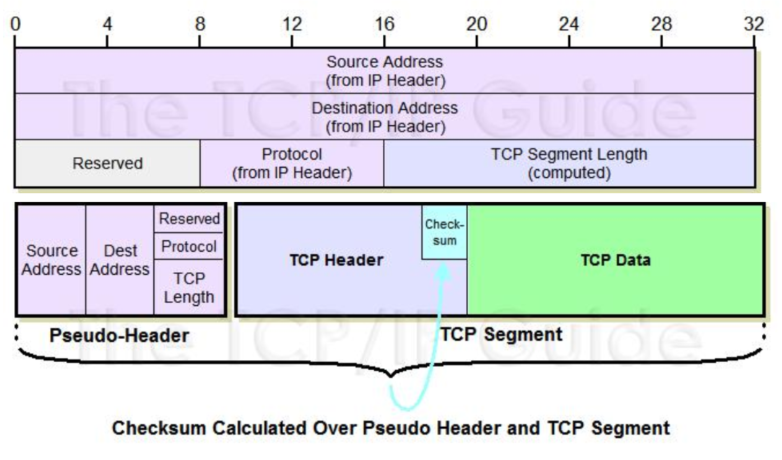 0 4 8 12 16 20 24 28 32
Source Address
(from IP Header)
Destination Address
(from IP Header)
Reserved
Protocol
(from IP Header)
TCP Segment Length
(computed)
The TCP/IP Guide
Source
Address
Dest
Address
Reserved
Protocol
TCP
Length
TCP Header
Check-
sum
TCP Data
Pseudo-Header
TCP Segment
The TCP/IP Guide
Checksum Calculated Over Pseudo Header and TCP Segment